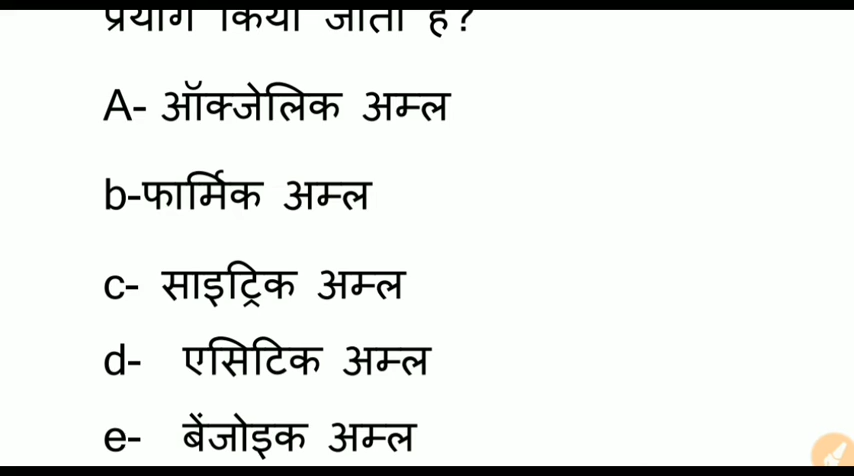 प्रयोग किया जाता है?
A- ऑक्जेलिक अम्ल
b-फार्मिक अम्ल
c- साइट्रिक अम्ल
d- एसिटिक अम्ल
e- बेंजोइक अम्ल